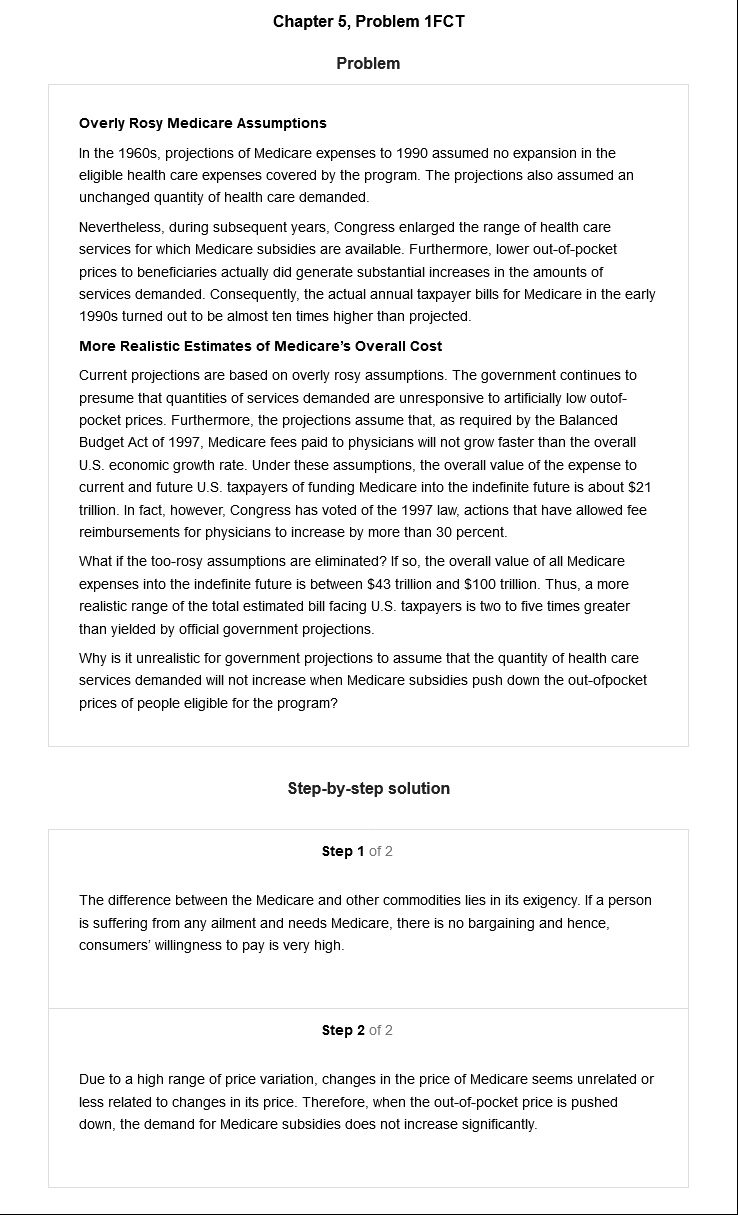 Chapter 5, Problem 1FCT
Problem
Overly Rosy Medicare Assumptions
In the 1960s, projections of Medicare expenses to 1990 assumed no expansion in the
eligible health care expenses covered by the program. The projections also assumed an
unchanged quantity of health care demanded.
Nevertheless, during subsequent years, Congress enlarged the range of health care
services for which Medicare subsidies are available. Furthermore, lower out-of-pocket
prices to beneficiaries actually did generate substantial increases in the amounts of
services demanded. Consequently, the actual annual taxpayer bills for Medicare in the early
1990s turned out to be almost ten times higher than projected.
More Realistic Estimates of Medicare's Overall Cost
Current projections are based on overly rosy assumptions. The government continues to
presume that quantities of services demanded are unresponsive to artificially low outof-
pocket prices. Furthermore, the projections assume that, as required by the Balanced
Budget Act of 1997, Medicare fees paid to physicians will not grow faster than the overall
U.S. economic growth rate. Under these assumptions, the overall value of the expense to
current and future U.S. taxpayers of funding Medicare into the indefinite future is about $21
trillion. In fact, however, Congress has voted of the 1997 law, actions that have allowed fee
reimbursements for physicians to increase by more than 30 percent.
What if the too-rosy assumptions are eliminated? If so, the overall value of all Medicare
expenses into the indefinite future is between $43 trillion and $100 trillion. Thus, a more
realistic range of the total estimated bill facing U.S. taxpayers is two to five times greater
than yielded by official government projections.
Why is it unrealistic for government projections to assume that the quantity of health care
services demanded will not increase when Medicare subsidies push down the out-ofpocket
prices of people eligible for the program?
Step-by-step solution
Step 1 of 2
The difference between the Medicare and other commodities lies in its exigency. If a person
is suffering from any ailment and needs Medicare, there is no bargaining and hence,
consumers' willingness to pay is very high.
Step 2 of 2
Due to a high range of price variation, changes in the price of Medicare seems unrelated or
less related to changes in its price. Therefore, when the out-of-pocket price is pushed
down, the demand for Medicare subsidies does not increase significantly.